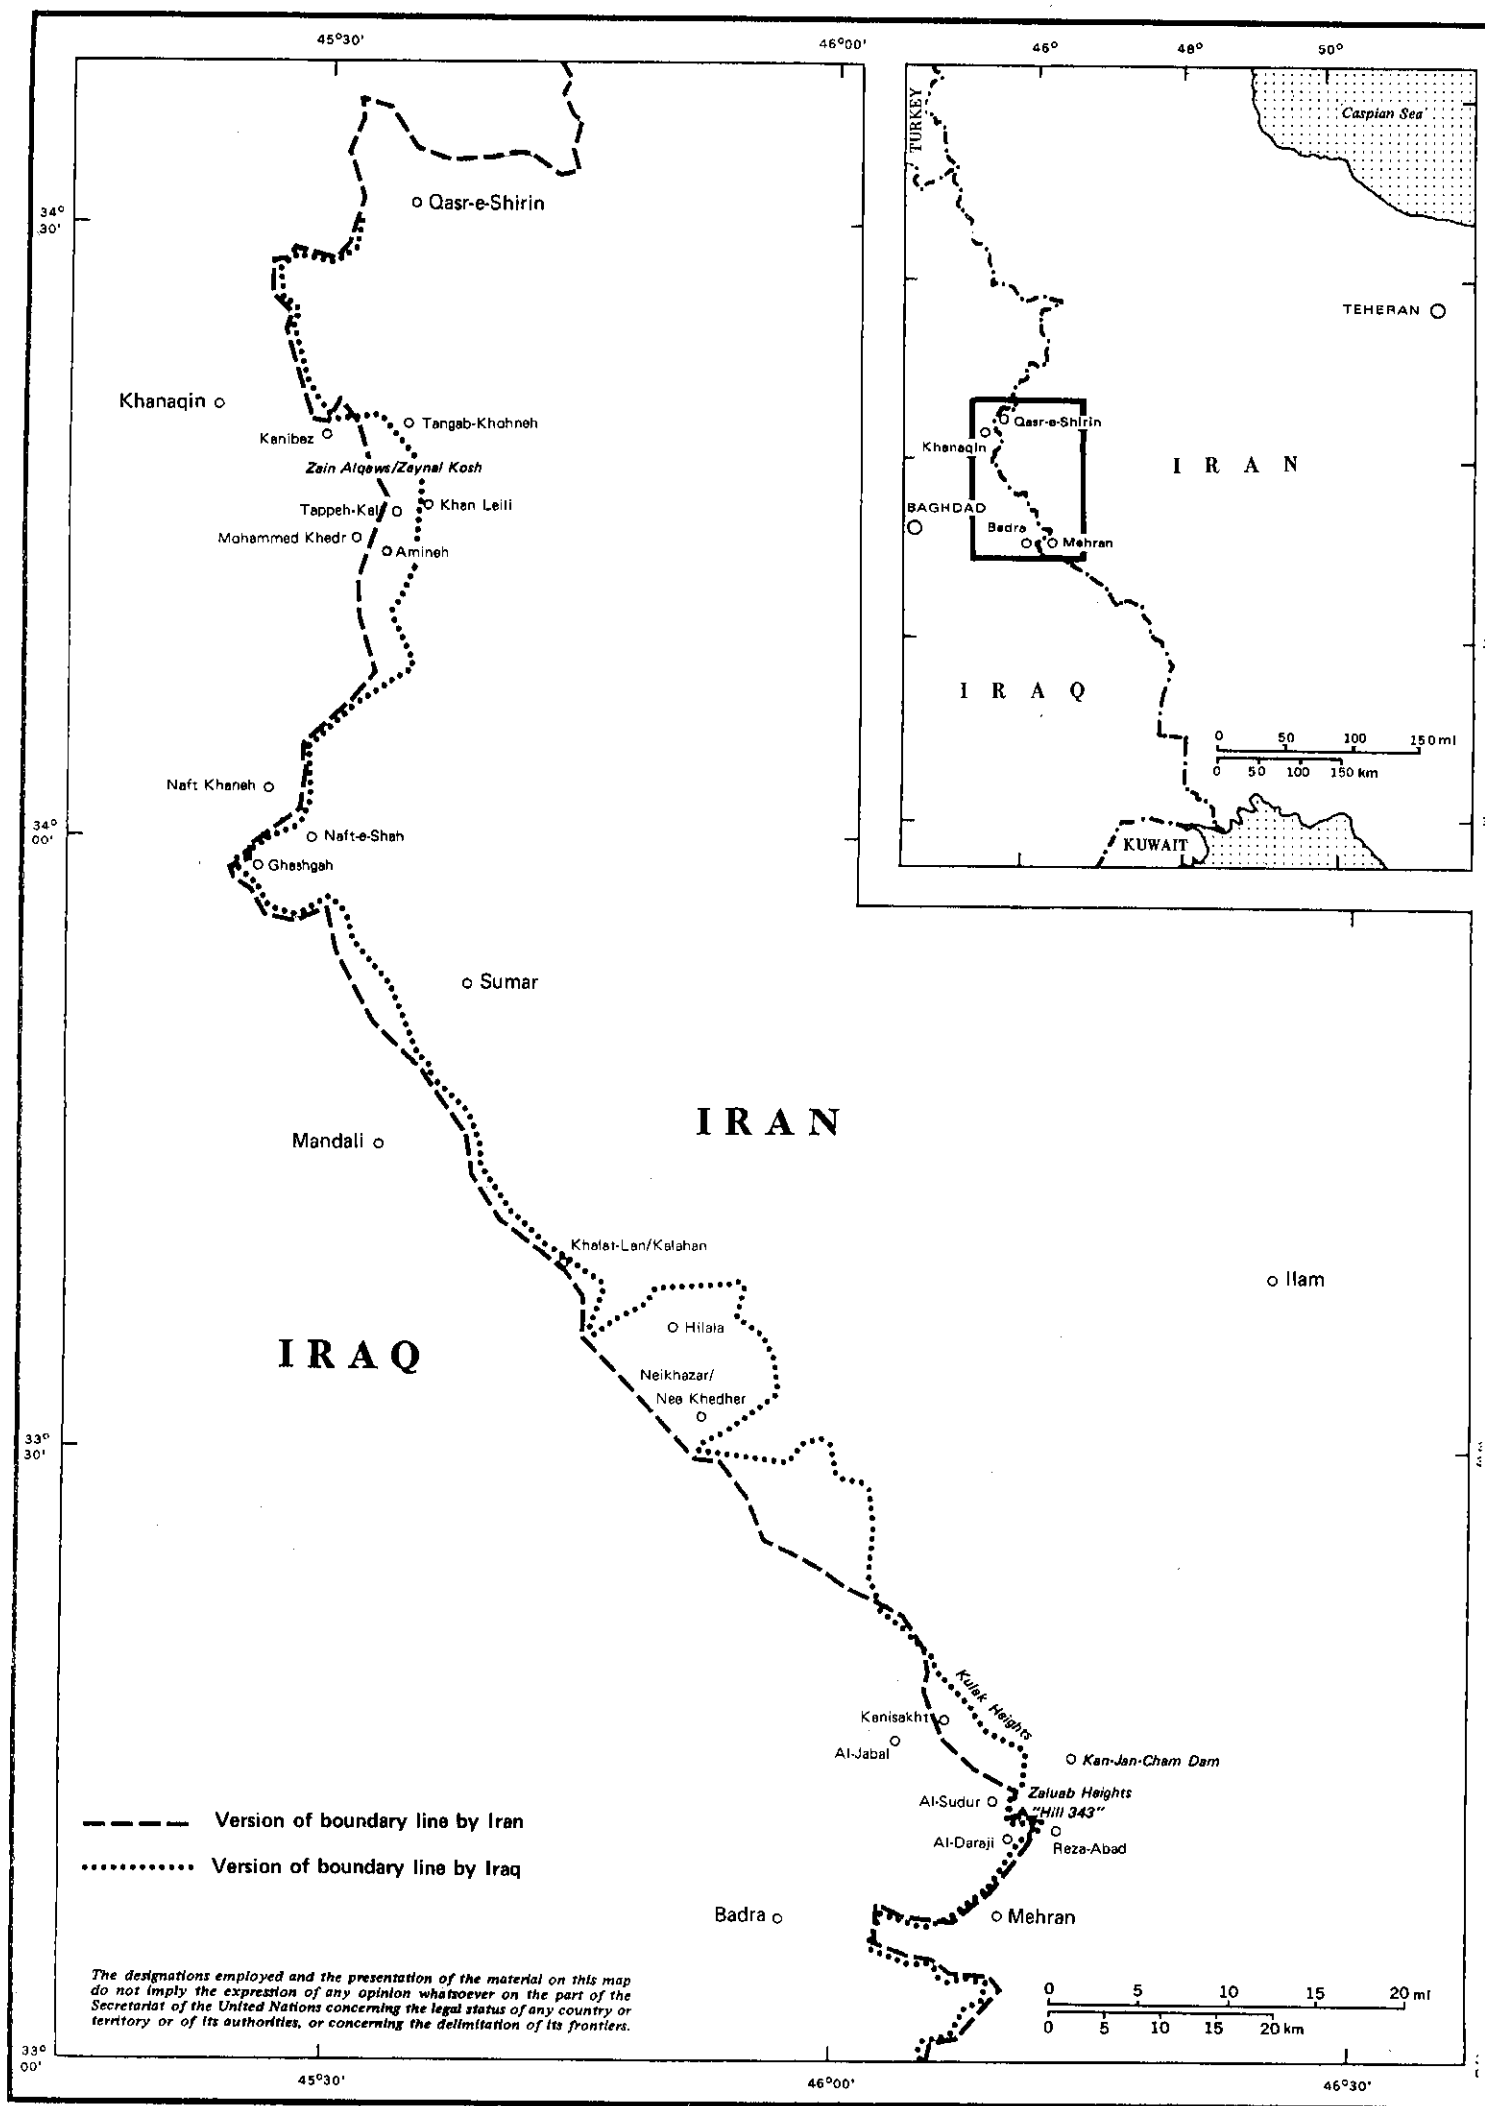 45°30'
46°00'
46°
48°
50°
TURKEY
Caspian Sea
34°
30'
Qasr-e-Shirin
TEHERAN
Khanaqin
Tangab-Khohneh
Kanibez
Zain Alqaws/Zaynal Kosh
Tappeh-Kal
Khan Leili
Mohammed Khedr
Amineh
Qasr-e-Shirin
Khanaqin
IRAN
BAGHDAD
Badra
Mehran
IRAQ
0 50 100 150 mi
0 50 100 150 km
KUWAIT
Naft Khaneh
34°
00'
Naft-e-Shah
Ghashgah
Sumar
IRAN
Mandali
Khalat-Lan/Kalahan
Ilam
IRAQ
Hilala
Neikhazar/
Nea Khedher
33°
30'
Kulak Heights
Kanisakht
Al-Jabal
Kan-Jan-Cham Dam
Al-Sudur
Zaluab Heights
"Hill 343"
Al-Daraji
Reza-Abad
Version of boundary line by Iran
Version of boundary line by Iraq
Badra
Mehran
The designations employed and the presentation of the material on this map
do not imply the expression of any opinion whatsoever on the part of the
Secretariat of the United Nations concerning the legal status of any country or
territory or of its authorities, or concerning the delimitation of its frontiers.
0 5 10 15 20 mi
0 5 10 15 20 km
33°
00'
45°30'
46°00'
46°30'